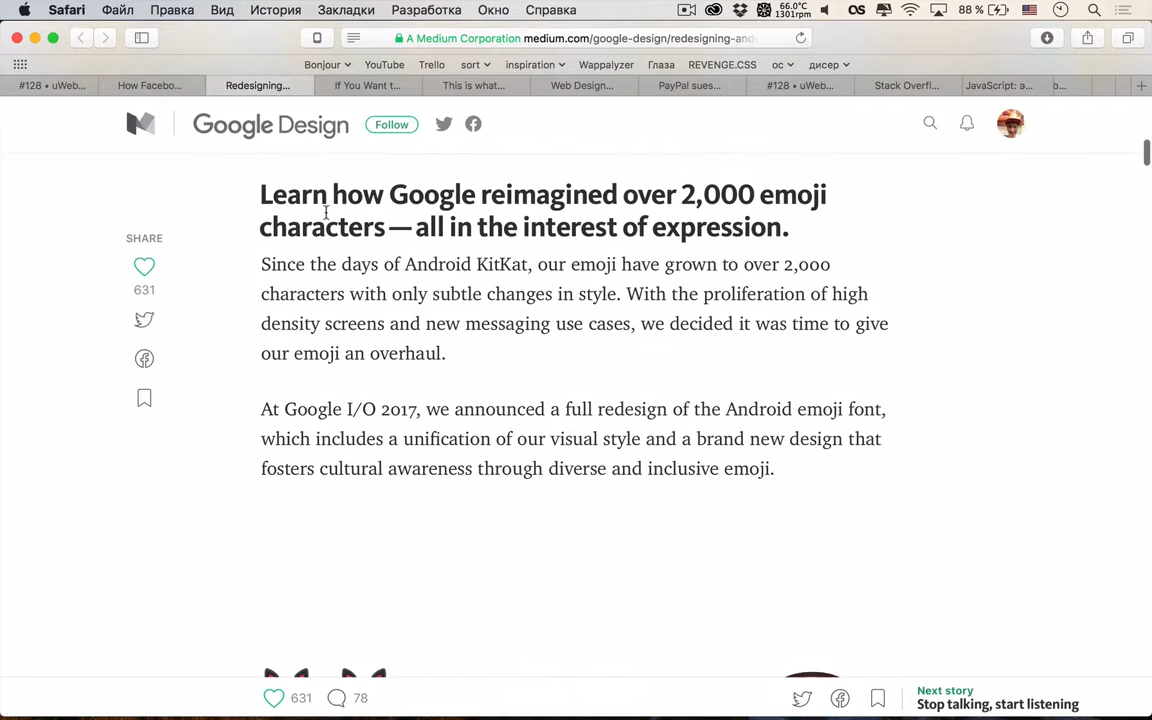 Safari Файл Правка Вид История Закладки Разработка Окно Справка 66.0°C 1301rpm 88 %
A Medium Corporation medium.com/google-design/redesigning-and
Bonjour YouTube Trello sort inspiration Wappalyzer Глаза REVENGE.CSS ос дисер
#128 • uWeb... How Facebo... Redesigning... If You Want t... This is what... Web Design... PayPal sues... #128 • uWeb... Stack Overfl... JavaScript: э... b...
Google Design Follow
Learn how Google reimagined over 2,000 emoji
characters — all in the interest of expression.
SHARE
631
Since the days of Android KitKat, our emoji have grown to over 2,000
characters with only subtle changes in style. With the proliferation of high
density screens and new messaging use cases, we decided it was time to give
our emoji an overhaul.
At Google I/O 2017, we announced a full redesign of the Android emoji font,
which includes a unification of our visual style and a brand new design that
fosters cultural awareness through diverse and inclusive emoji.
631 78
Next story
Stop talking, start listening